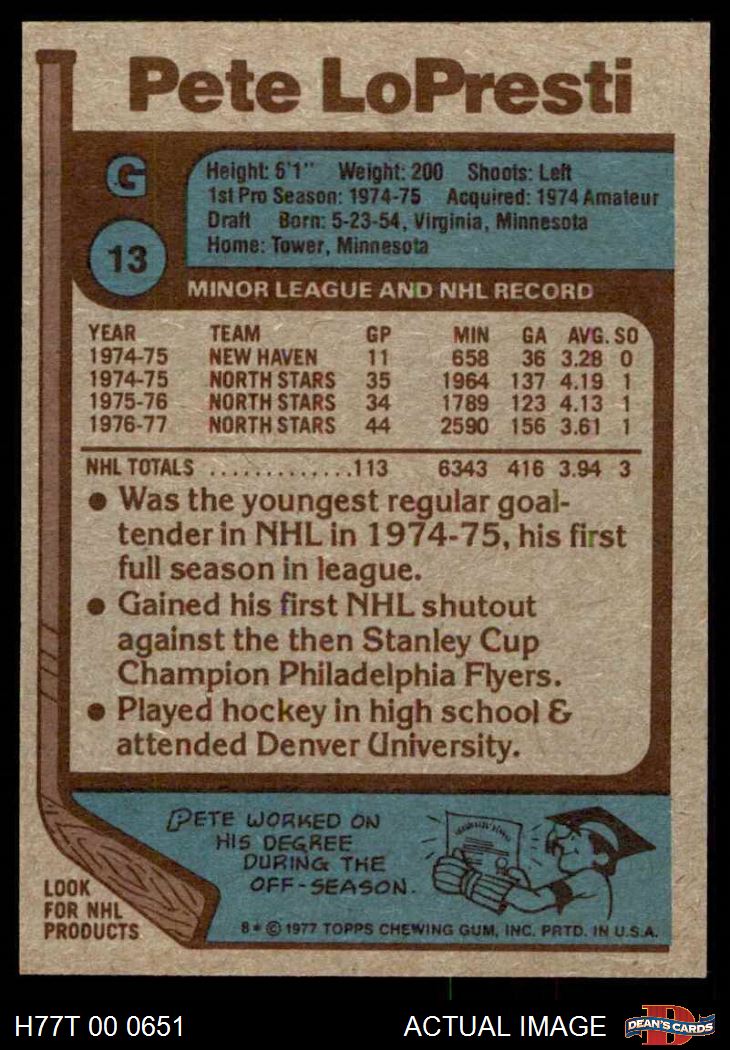 Pete LoPresti
G
13
Height: 6'1" Weight: 200 Shoots: Left
1st Pro Season: 1974-75 Acquired: 1974 Amateur
Draft Born: 5-23-54, Virginia, Minnesota
Home: Tower, Minnesota
MINOR LEAGUE AND NHL RECORD
YEAR TEAM GP MIN GA AVG. SO
1974-75 NEW HAVEN 11 658 36 3.28 0
1974-75 NORTH STARS 35 1964 137 4.19 1
1975-76 NORTH STARS 34 1789 123 4.13 1
1976-77 NORTH STARS 44 2590 156 3.61 1
NHL TOTALS .............113 6343 416 3.94 3
● Was the youngest regular goal-
tender in NHL in 1974-75, his first
full season in league.
● Gained his first NHL shutout
against the then Stanley Cup
Champion Philadelphia Flyers.
● Played hockey in high school &
attended Denver University.
PETE WORKED ON
HIS DEGREE
DURING THE
OFF-SEASON.
LOOK
FOR NHL
PRODUCTS
8* © 1977 TOPPS CHEWING GUM, INC. PRTD. IN U.S.A.
H77T 00 0651 ACTUAL IMAGE
D
DEAN'S CARDS